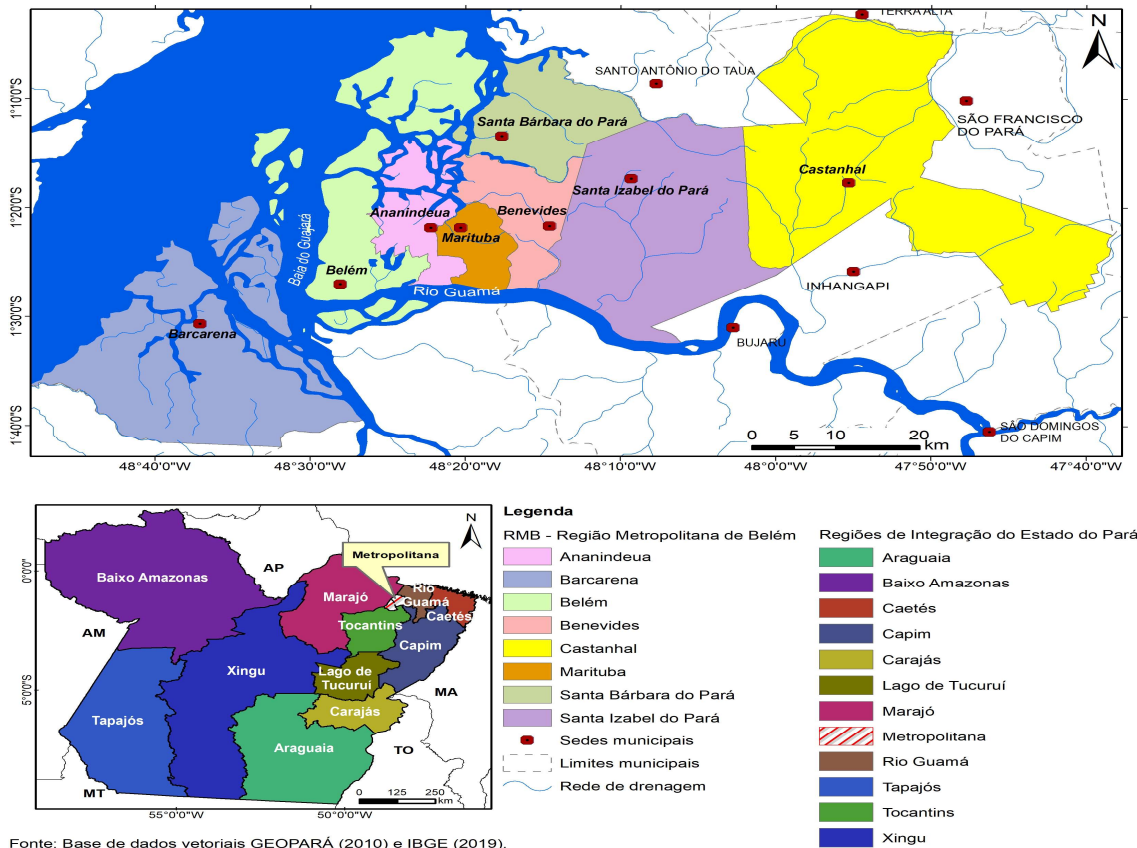 TERRA ALTA
N
SANTO ANTÔNIO DO TAUA
SÃO FRANCISCO
DO PARÁ
Santa Bárbara do Pará
Castanhal
Santa Izabel do Pará
Ananindeua
Benevides
Marituba
Baia do Guajará
Belém
Rio Guamá
INHANGAPI
Barcarena
BUJARU
SÃO DOMINGOS
DO CAPIM
0 5 10 20
km
1°10'0"S
1°20'0"S
1°30'0"S
1°40'0"S
48°40'0"W 48°30'0"W 48°20'0"W 48°10'0"W 48°0'0"W 47°50'0"W 47°40'0"W
N
Metropolitana
Baixo Amazonas
AP
Marajó
Rio
Guamá
Caetés
Tocantins
Capim
AM
Xingu
Lago de
Tucuruí
MA
Tapajós
Carajás
Araguaia
TO
MT
0 125 250
km
0°0'0"
5°0'0"S
55°0'0"W 50°0'0"W
Legenda
RMB - Região Metropolitana de Belém
Ananindeua
Barcarena
Belém
Benevides
Castanhal
Marituba
Santa Bárbara do Pará
Santa Izabel do Pará
Sedes municipais
Limites municipais
Rede de drenagem
Regiões de Integração do Estado do Pará
Araguaia
Baixo Amazonas
Caetés
Capim
Carajás
Lago de Tucuruí
Marajó
Metropolitana
Rio Guamá
Tapajós
Tocantins
Xingu
Fonte: Base de dados vetoriais GEOPARÁ (2010) e IBGE (2019).